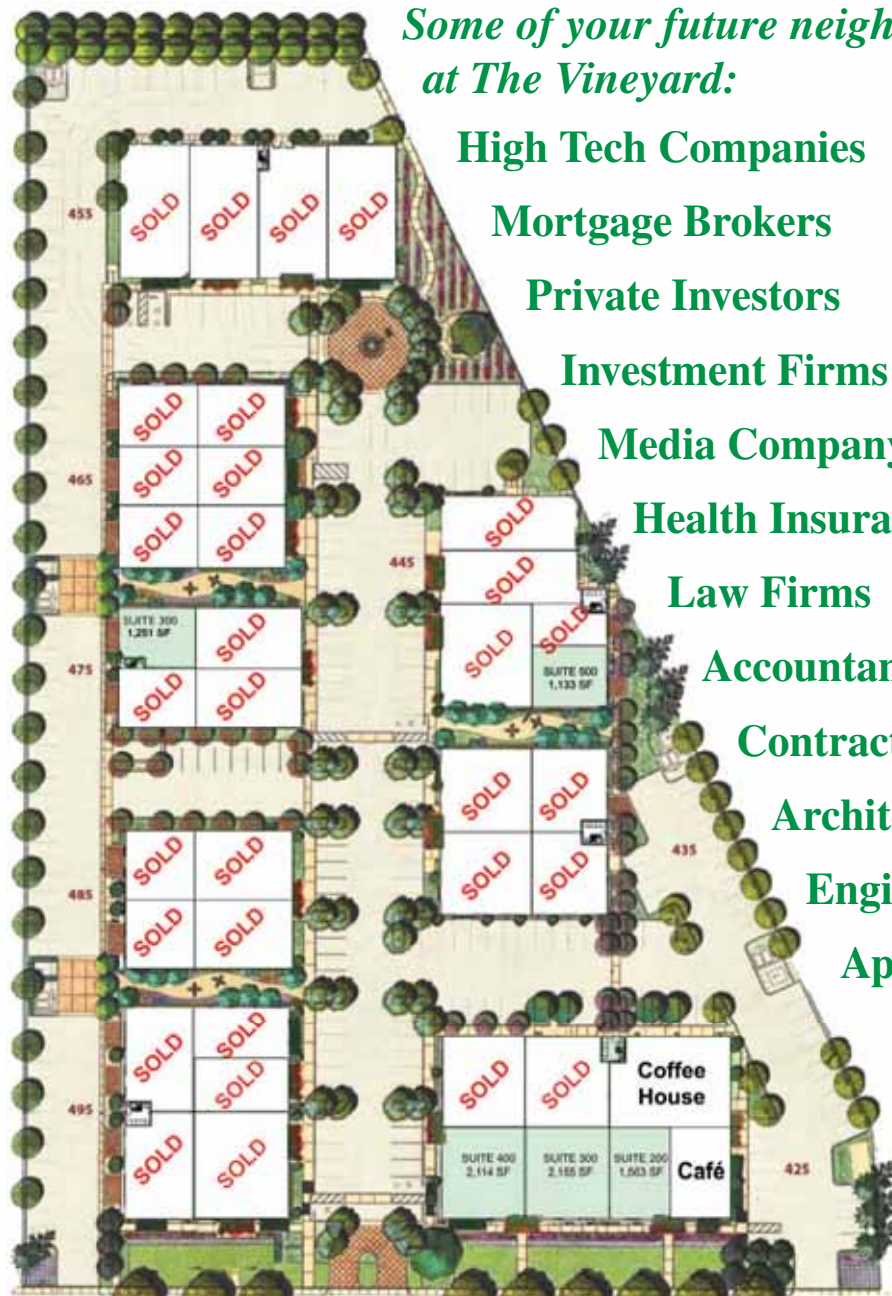 Some of your future neigh
at The Vineyard:
High Tech Companies
Mortgage Brokers
Private Investors
Investment Firms
Media Company
Health Insura
Law Firms
Accountan
Contract
Archit
Engi
Ap
455
SOLD SOLD SOLD SOLD
465
SOLD SOLD
SOLD SOLD
SOLD SOLD
475
SUITE 300
1,251 SF
SOLD
SOLD SOLD
445
SOLD
SOLD
SOLD SOLD
SUITE 500
1,133 SF
435
SOLD SOLD
SOLD SOLD
485
SOLD SOLD
SOLD SOLD
495
SOLD SOLD
SOLD
SOLD SOLD
425
SOLD SOLD
Coffee
House
SUITE 400
2,114 SF
SUITE 300
2,155 SF
SUITE 200
SF
Café